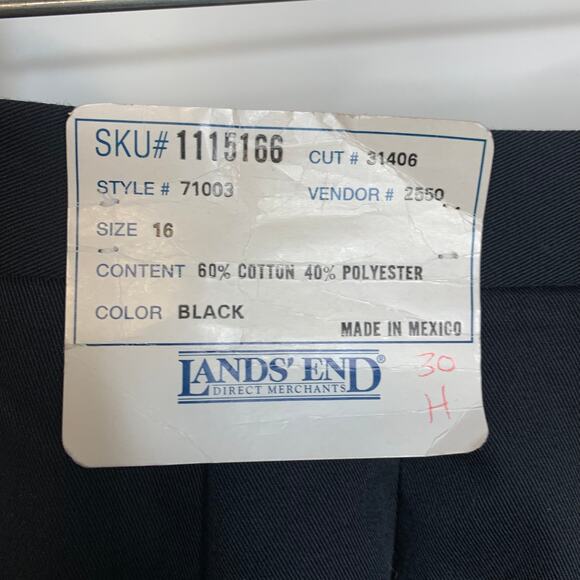 SKU# 1115166 CUT # 31406
STYLE # 71003 VENDOR # 2550
SIZE 16
CONTENT 60% COTTON 40% POLYESTER
COLOR BLACK
MADE IN MEXICO
LANDS' END®
DIRECT MERCHANTS
30
H